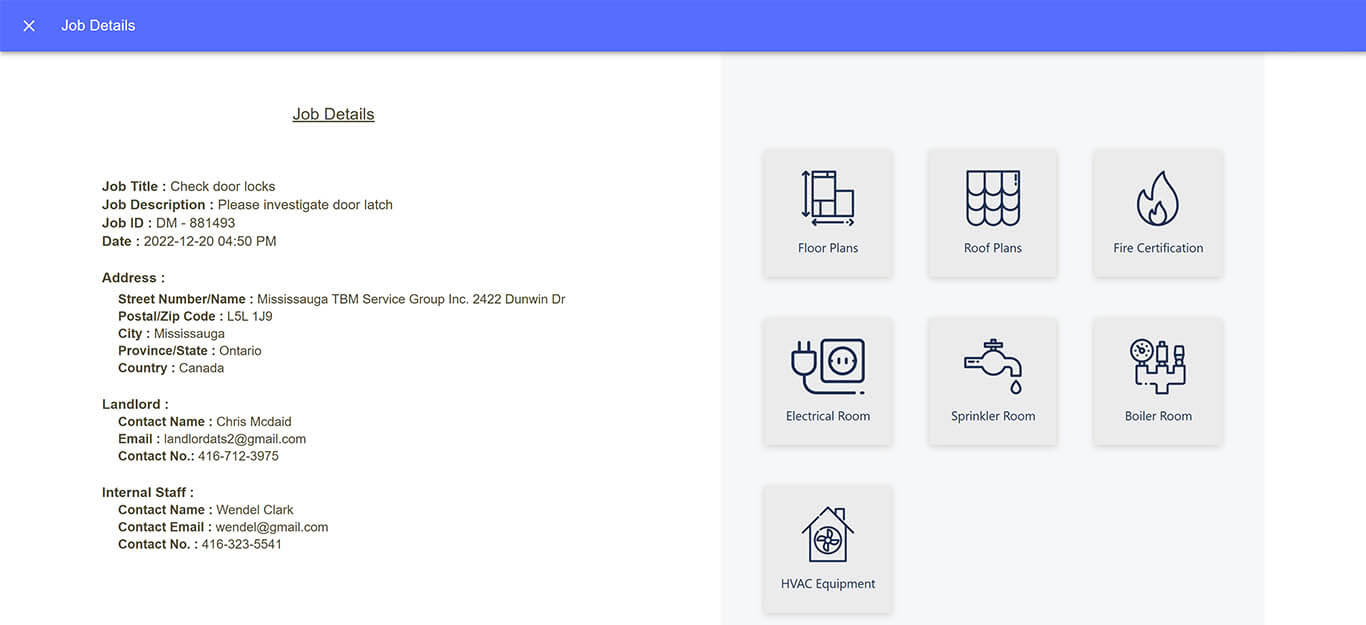 Job Details
Job Details
Job Title : Check door locks
Job Description : Please investigate door latch
Job ID : DM - 881493
Date : 2022-12-20 04:50 PM
Address :
Street Number/Name : Mississauga TBM Service Group Inc. 2422 Dunwin Dr
Postal/Zip Code : L5L 1J9
City : Mississauga
Province/State : Ontario
Country : Canada
Landlord :
Contact Name : Chris Mcdaid
Email : landlordats2@gmail.com
Contact No.: 416-712-3975
Internal Staff :
Contact Name : Wendel Clark
Contact Email : wendel@gmail.com
Contact No. : 416-323-5541
Floor Plans
Roof Plans
Fire Certification
Electrical Room
Sprinkler Room
Boiler Room
HVAC Equipment